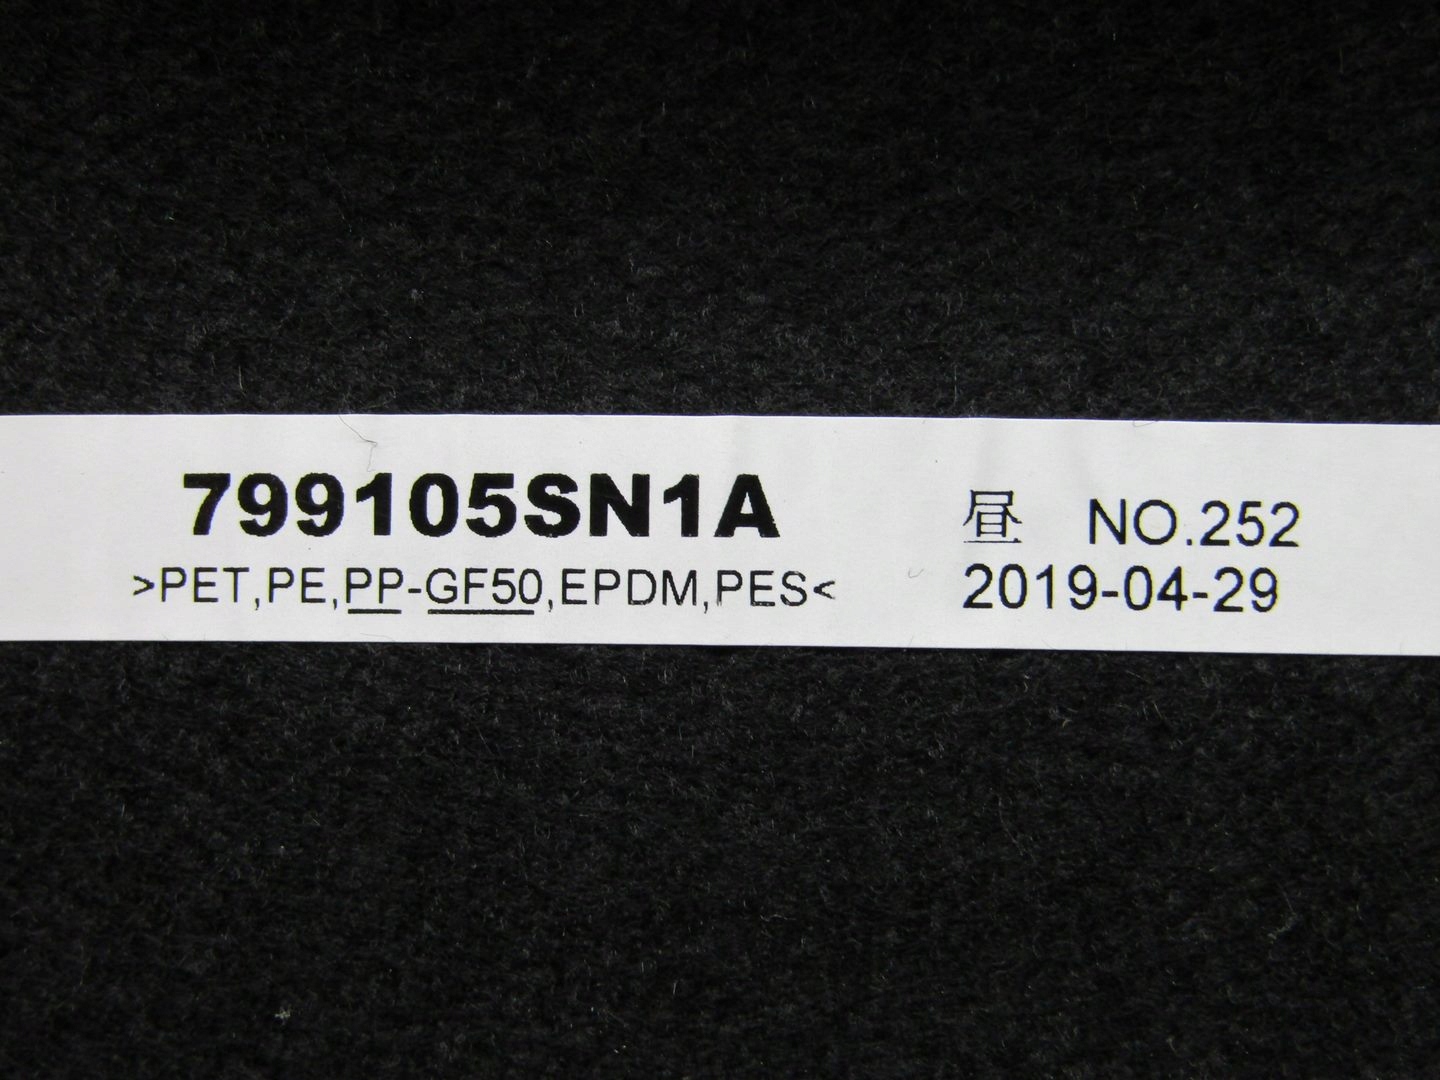 799105SN1A
>PET,PE,PP-GF50,EPDM,PES<
昼 NO.252
2019-04-29